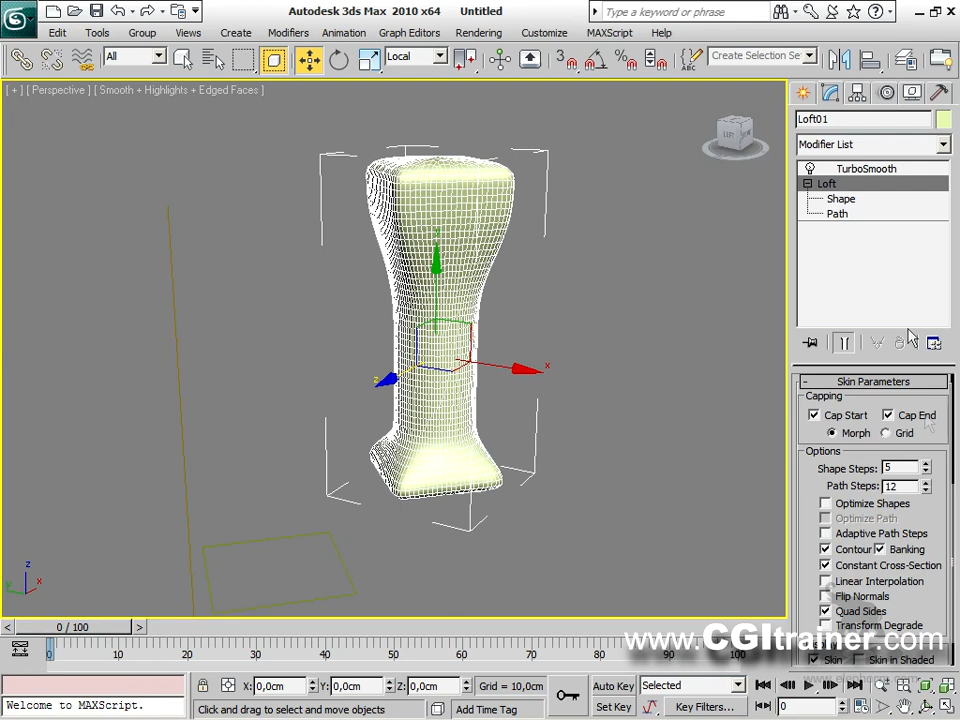 Autodesk 3ds Max 2010 x64 Untitled
Type a keyword or phrase
Edit Tools Group Views Create Modifiers Animation Graph Editors Rendering Customize MAXScript Help
All Local 3 ABC Create Selection Se
[ + ] [ Perspective ] [ Smooth + Highlights + Edged Faces ]
Loft01
Modifier List
TurboSmooth
Loft
Shape
Path
y
x
z
Skin Parameters
Capping
Cap Start Cap End
Morph Grid
Options
Shape Steps: 5
Path Steps: 12
Optimize Shapes
Optimize Path
Adaptive Path Steps
Contour Banking
Constant Cross-Section
Linear Interpolation
Flip Normals
Quad Sides
Transform Degrade
Skin Skin in Shaded
z
x
y
< 0 / 100 >
0 10 20 30 40 50 60 70 80 90 100
www.CGItrainer.com
X: 0,0cm Y: 0,0cm Z: 0,0cm Grid = 10,0cm Auto Key Selected
Welcome to MAXScript. Click and drag to select and move objects Add Time Tag Set Key Key Filters... 0